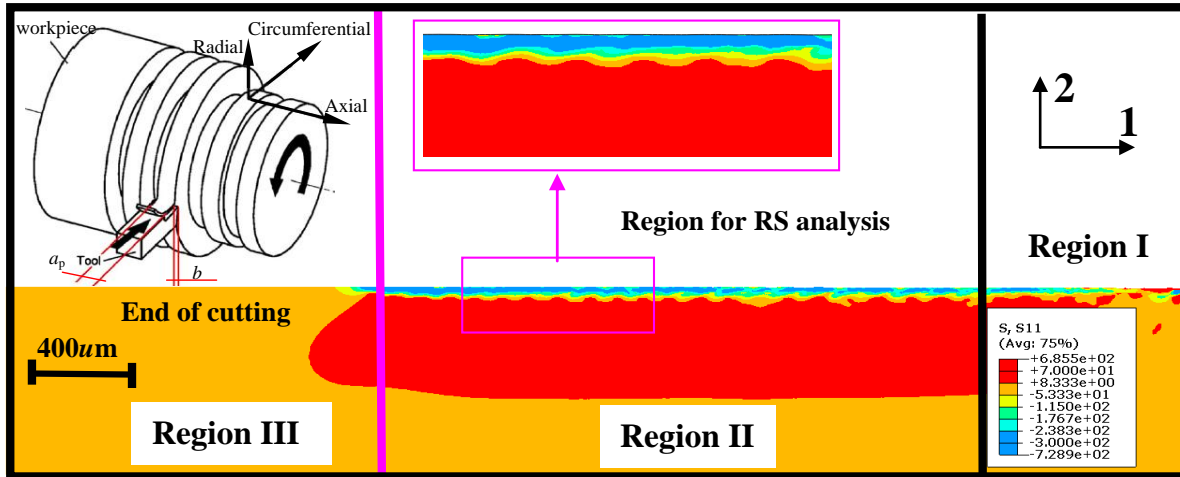 workpiece
Circumferential
Radial
Axial
aₚ Tool
b
2
1
Region for RS analysis
Region I
End of cutting
400um
S, S11
(Avg: 75%)
+6.855e+02
+7.000e+01
+8.333e+00
-5.333e+01
-1.150e+02
-1.767e+02
-2.383e+02
-3.000e+02
-7.289e+02
Region III
Region II